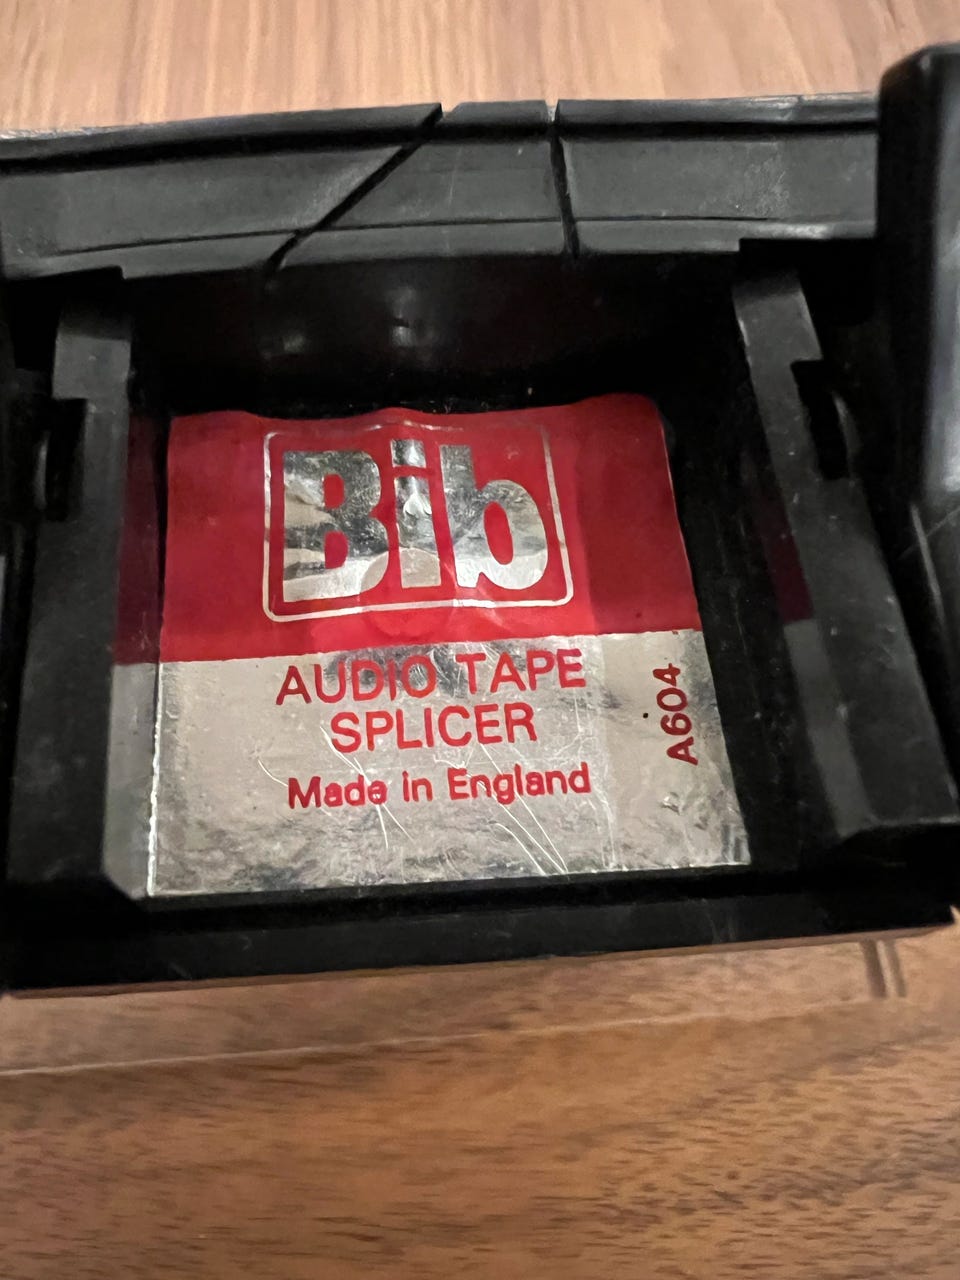 Bib
AUDIO TAPE
SPLICER
Made in England
A604